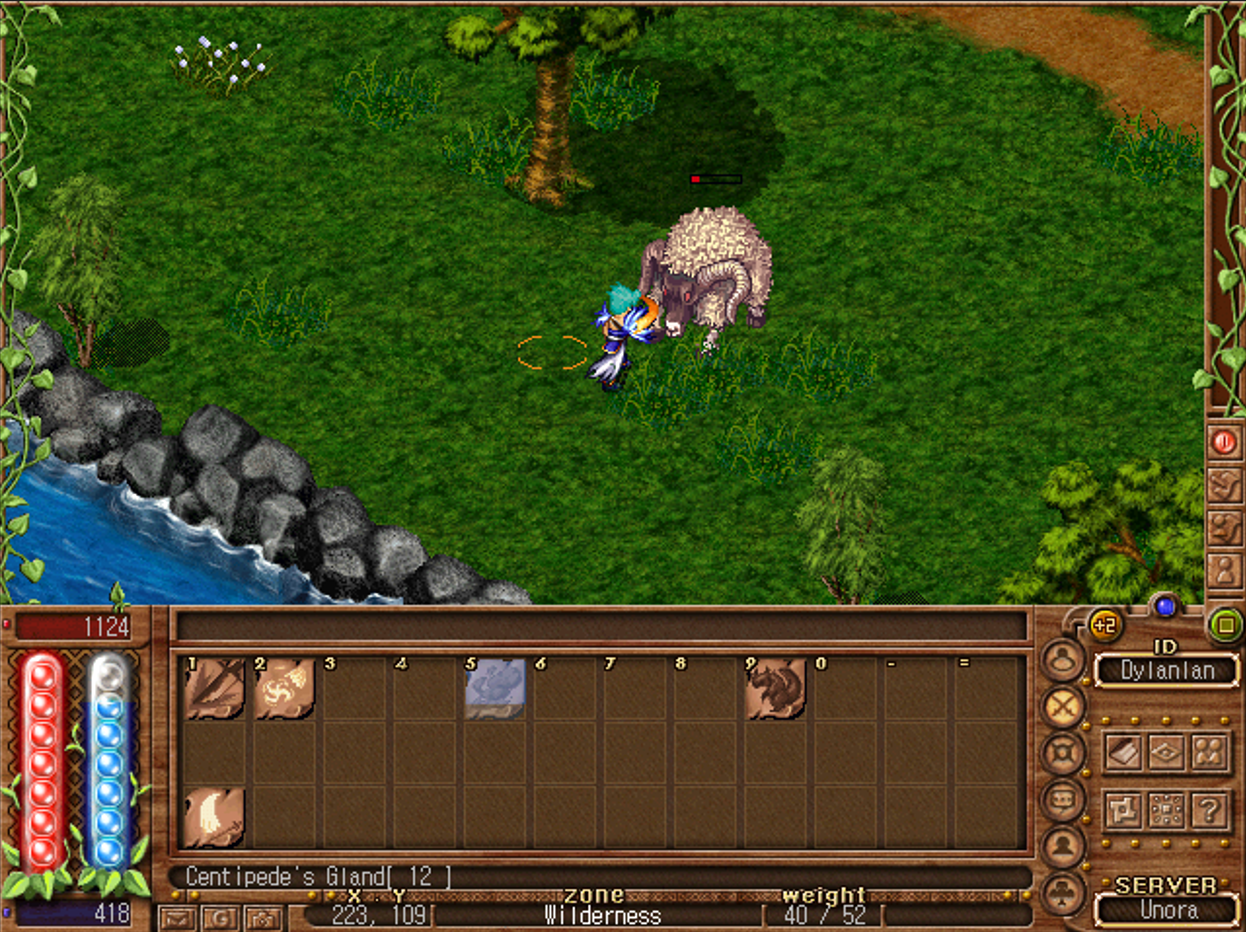 1124
+2
ID
Dylanlan
1 2 3 4 5 6 7 8 9 0 - =
Centipede's Gland[ 12 ]
X . Y
zone
weight
SERVER
418
G
223, 109
Wilderness
40 / 52
Unora
?